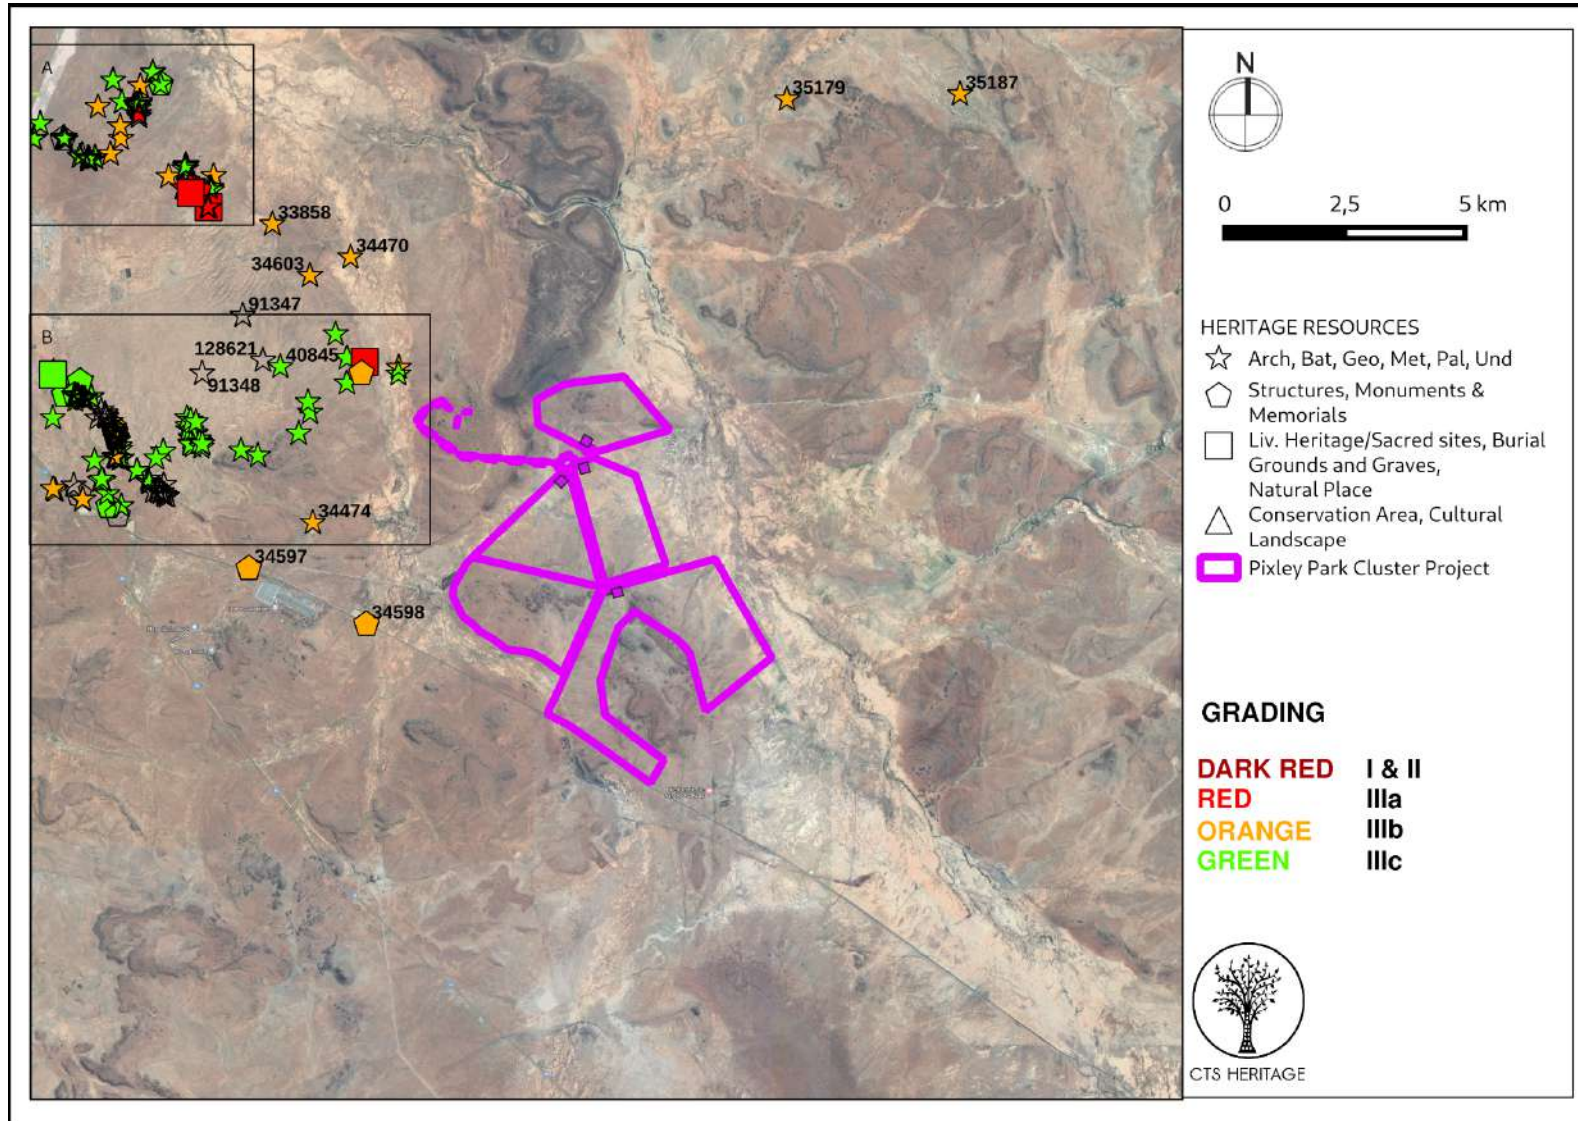 A
35179
35187
33858
34470
34603
91347
B
128621
40845
91348
34474
34597
34598
N
0 2,5 5 km
HERITAGE RESOURCES
Arch, Bat, Geo, Met, Pal, Und
Structures, Monuments &
Memorials
Liv. Heritage/Sacred sites, Burial
Grounds and Graves,
Natural Place
Conservation Area, Cultural
Landscape
Pixley Park Cluster Project
GRADING
DARK RED I & II
RED IIIa
ORANGE IIIb
GREEN IIIc
CTS HERITAGE